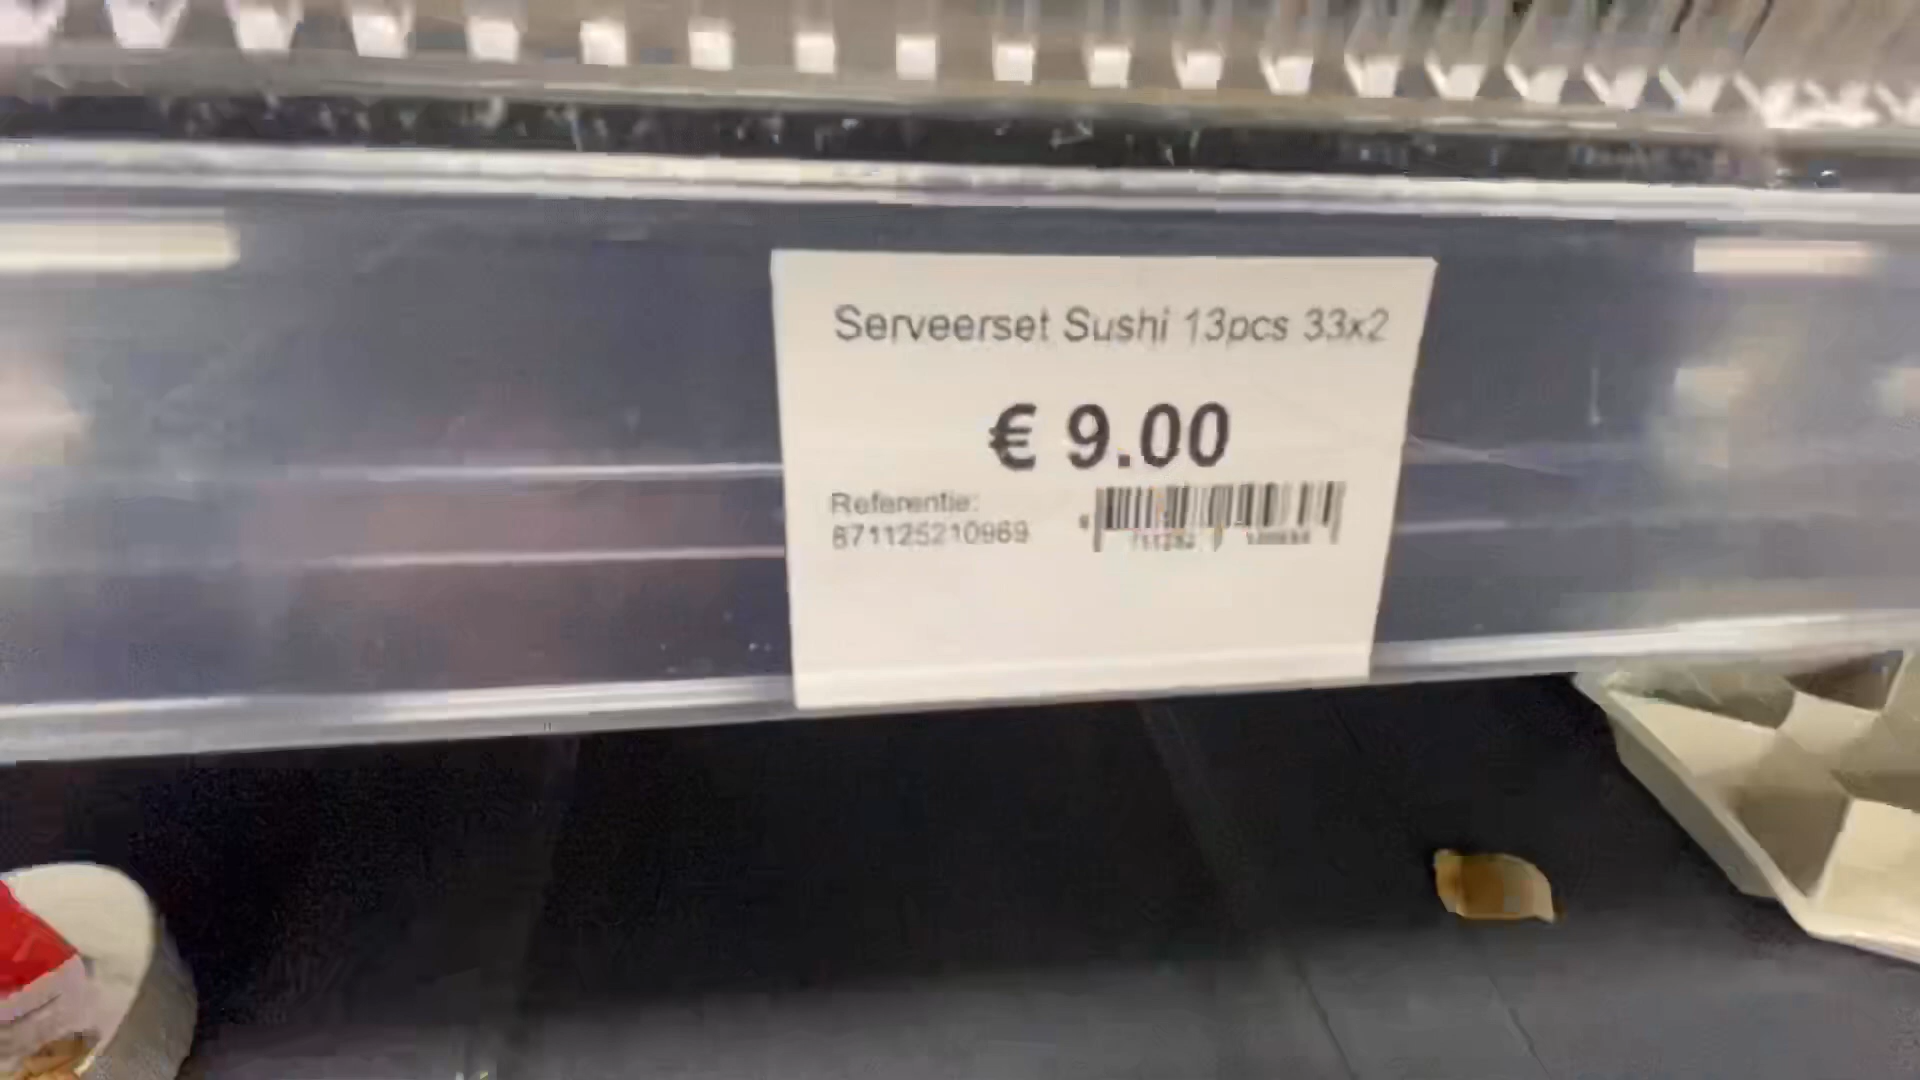 Serveerset Sushi 13pcs 33x2
€ 9.00
Referentie:
871125210969